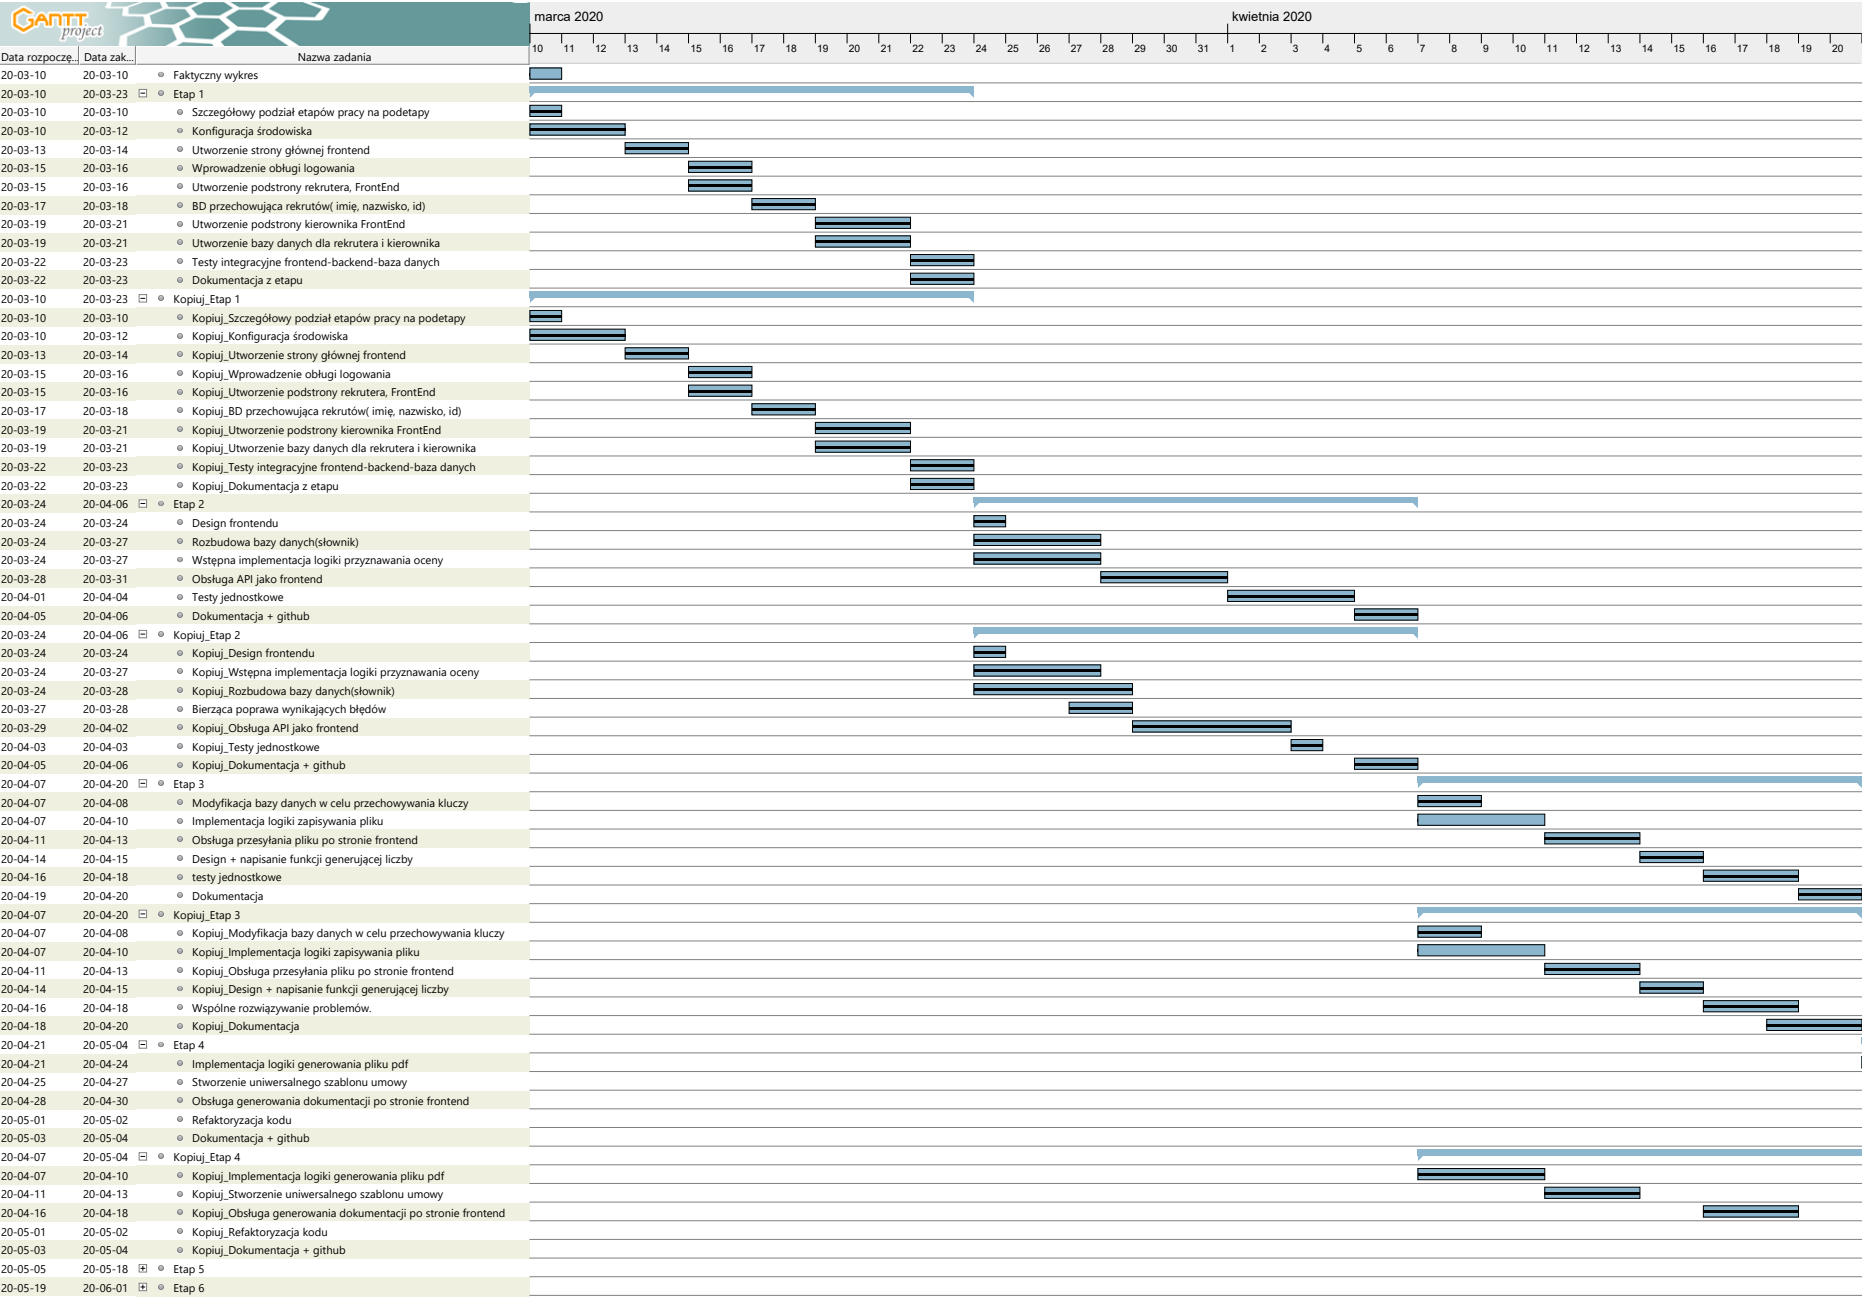 GANTT project
marca 2020 kwietnia 2020
10 11 12 13 14 15 16 17 18 19 20 21 22 23 24 25 26 27 28 29 30 31 1 2 3 4 5 6 7 8 9 10 11 12 13 14 15 16 17 18 19 20
Data rozpoczę... Data zak... Nazwa zadania
20-03-10 20-03-10 Faktyczny wykres
20-03-10 20-03-23 Etap 1
20-03-10 20-03-10 Szczegółowy podział etapów pracy na podetapy
20-03-10 20-03-12 Konfiguracja środowiska
20-03-13 20-03-14 Utworzenie strony głównej frontend
20-03-15 20-03-16 Wprowadzenie obługi logowania
20-03-15 20-03-16 Utworzenie podstrony rekrutera, FrontEnd
20-03-17 20-03-18 BD przechowująca rekrutów( imię, nazwisko, id)
20-03-19 20-03-21 Utworzenie podstrony kierownika FrontEnd
20-03-19 20-03-21 Utworzenie bazy danych dla rekrutera i kierownika
20-03-22 20-03-23 Testy integracyjne frontend-backend-baza danych
20-03-22 20-03-23 Dokumentacja z etapu
20-03-10 20-03-23 Kopiuj_Etap 1
20-03-10 20-03-10 Kopiuj_Szczegółowy podział etapów pracy na podetapy
20-03-10 20-03-12 Kopiuj_Konfiguracja środowiska
20-03-13 20-03-14 Kopiuj_Utworzenie strony głównej frontend
20-03-15 20-03-16 Kopiuj_Wprowadzenie obługi logowania
20-03-15 20-03-16 Kopiuj_Utworzenie podstrony rekrutera, FrontEnd
20-03-17 20-03-18 Kopiuj_BD przechowująca rekrutów( imię, nazwisko, id)
20-03-19 20-03-21 Kopiuj_Utworzenie podstrony kierownika FrontEnd
20-03-19 20-03-21 Kopiuj_Utworzenie bazy danych dla rekrutera i kierownika
20-03-22 20-03-23 Kopiuj_Testy integracyjne frontend-backend-baza danych
20-03-22 20-03-23 Kopiuj_Dokumentacja z etapu
20-03-24 20-04-06 Etap 2
20-03-24 20-03-24 Design frontendu
20-03-24 20-03-27 Rozbudowa bazy danych(słownik)
20-03-24 20-03-27 Wstępna implementacja logiki przyznawania oceny
20-03-28 20-03-31 Obsługa API jako frontend
20-04-01 20-04-04 Testy jednostkowe
20-04-05 20-04-06 Dokumentacja + github
20-03-24 20-04-06 Kopiuj_Etap 2
20-03-24 20-03-24 Kopiuj_Design frontendu
20-03-24 20-03-27 Kopiuj_Wstępna implementacja logiki przyznawania oceny
20-03-24 20-03-28 Kopiuj_Rozbudowa bazy danych(słownik)
20-03-27 20-03-28 Bierząca poprawa wynikających błędów
20-03-29 20-04-02 Kopiuj_Obsługa API jako frontend
20-04-03 20-04-03 Kopiuj_Testy jednostkowe
20-04-05 20-04-06 Kopiuj_Dokumentacja + github
20-04-07 20-04-20 Etap 3
20-04-07 20-04-08 Modyfikacja bazy danych w celu przechowywania kluczy
20-04-07 20-04-10 Implementacja logiki zapisywania pliku
20-04-11 20-04-13 Obsługa przesyłania pliku po stronie frontend
20-04-14 20-04-15 Design + napisanie funkcji generującej liczby
20-04-16 20-04-18 testy jednostkowe
20-04-19 20-04-20 Dokumentacja
20-04-07 20-04-20 Kopiuj_Etap 3
20-04-07 20-04-08 Kopiuj_Modyfikacja bazy danych w celu przechowywania kluczy
20-04-07 20-04-10 Kopiuj_Implementacja logiki zapisywania pliku
20-04-11 20-04-13 Kopiuj_Obsługa przesyłania pliku po stronie frontend
20-04-14 20-04-15 Kopiuj_Design + napisanie funkcji generującej liczby
20-04-16 20-04-18 Wspólne rozwiązywanie problemów.
20-04-18 20-04-20 Kopiuj_Dokumentacja
20-04-21 20-05-04 Etap 4
20-04-21 20-04-24 Implementacja logiki generowania pliku pdf
20-04-25 20-04-27 Stworzenie uniwersalnego szablonu umowy
20-04-28 20-04-30 Obsługa generowania dokumentacji po stronie frontend
20-05-01 20-05-02 Refaktoryzacja kodu
20-05-03 20-05-04 Dokumentacja + github
20-04-07 20-05-04 Kopiuj_Etap 4
20-04-07 20-04-10 Kopiuj_Implementacja logiki generowania pliku pdf
20-04-11 20-04-13 Kopiuj_Stworzenie uniwersalnego szablonu umowy
20-04-16 20-04-18 Kopiuj_Obsługa generowania dokumentacji po stronie frontend
20-05-01 20-05-02 Kopiuj_Refaktoryzacja kodu
20-05-03 20-05-04 Kopiuj_Dokumentacja + github
20-05-05 20-05-18 Etap 5
20-05-19 20-06-01 Etap 6